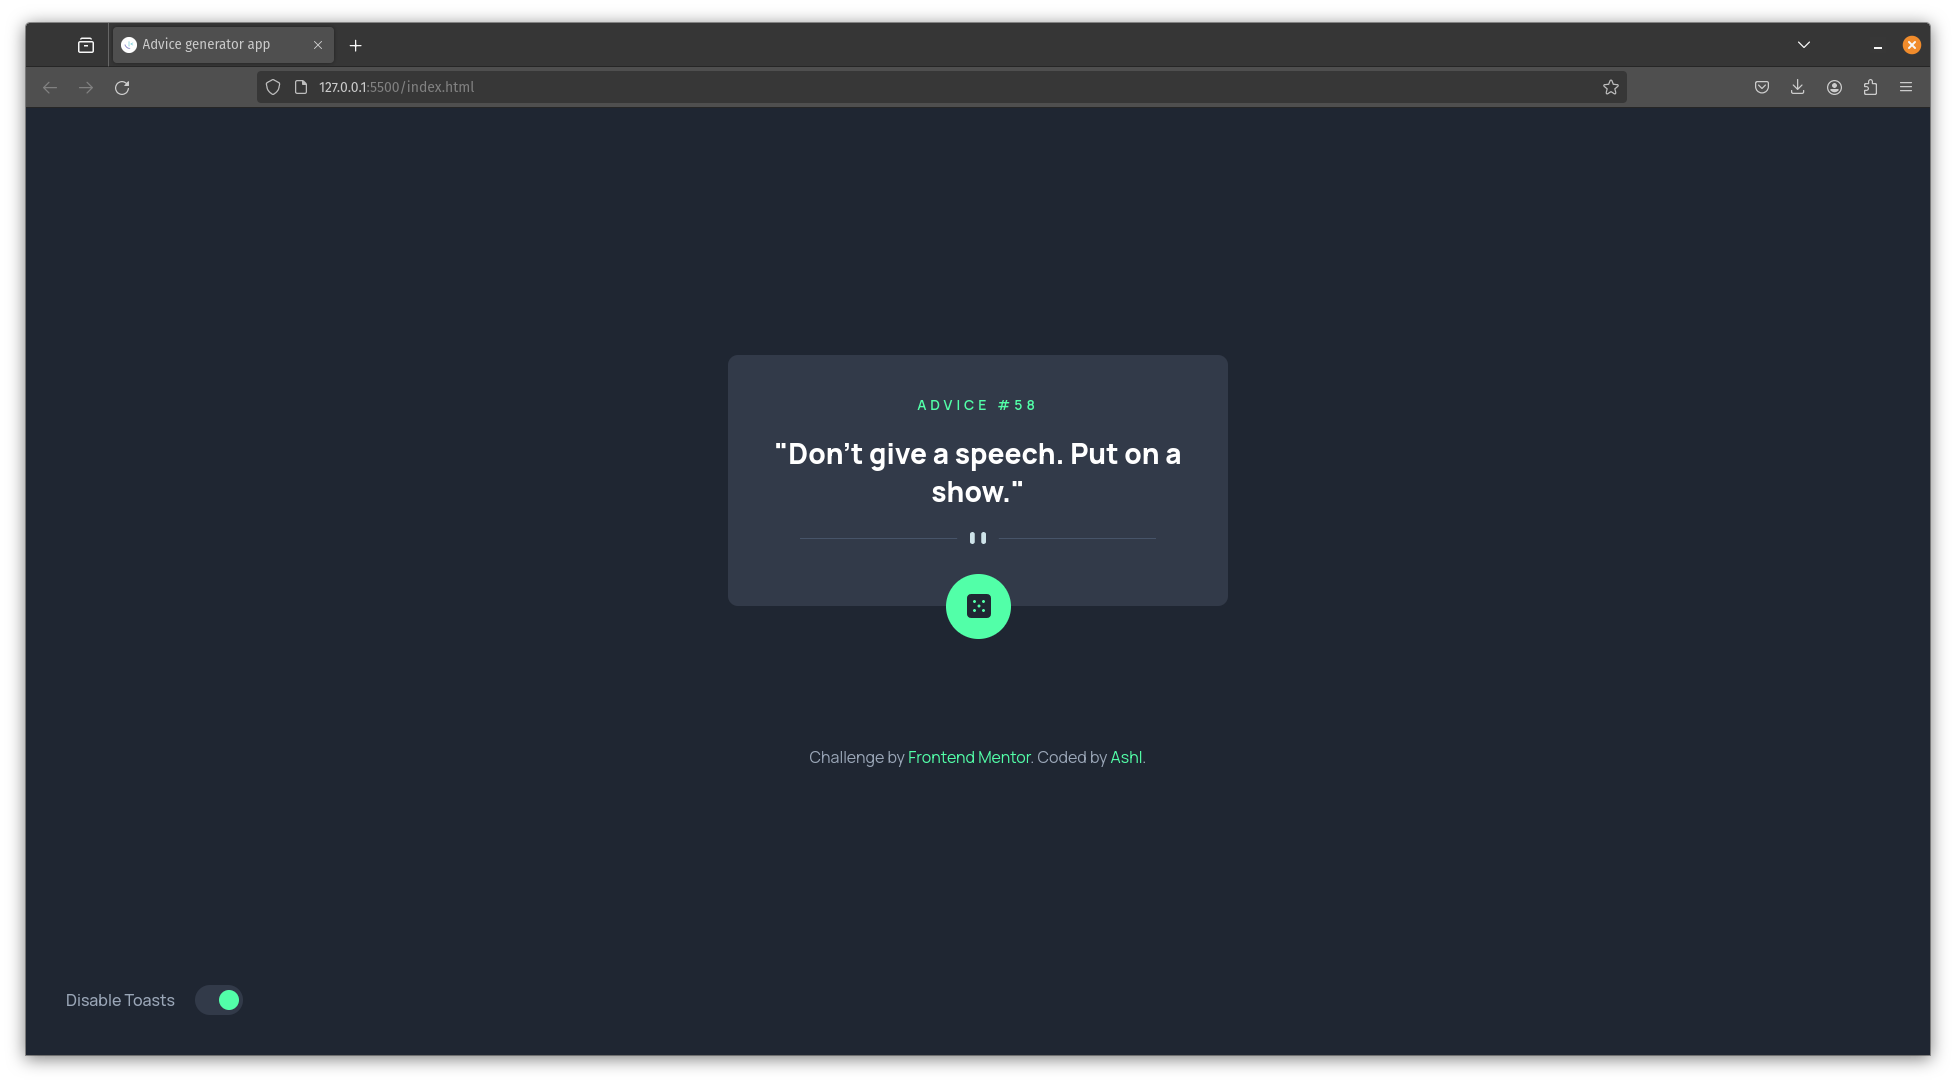 Advice generator app
127.0.0.1:5500/index.html
ADVICE #58
"Don't give a speech. Put on a
show."
Challenge by Frontend Mentor. Coded by Ashl.
Disable Toasts